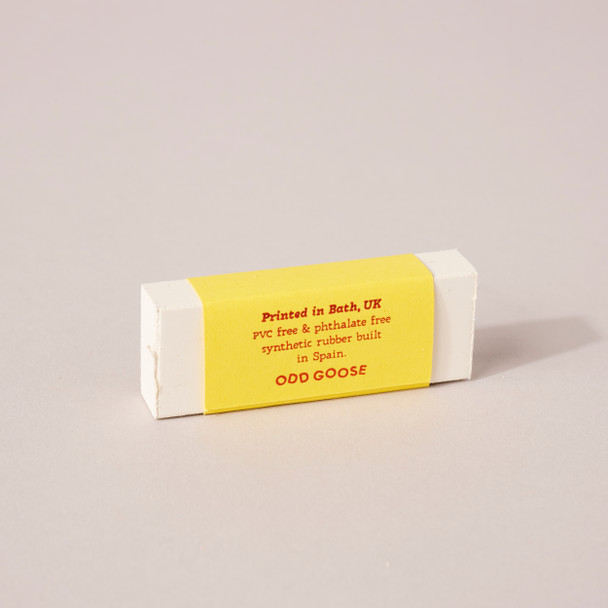 Printed in Bath, UK
PVC free & phthalate free
synthetic rubber built
in Spain.
ODD GOOSE